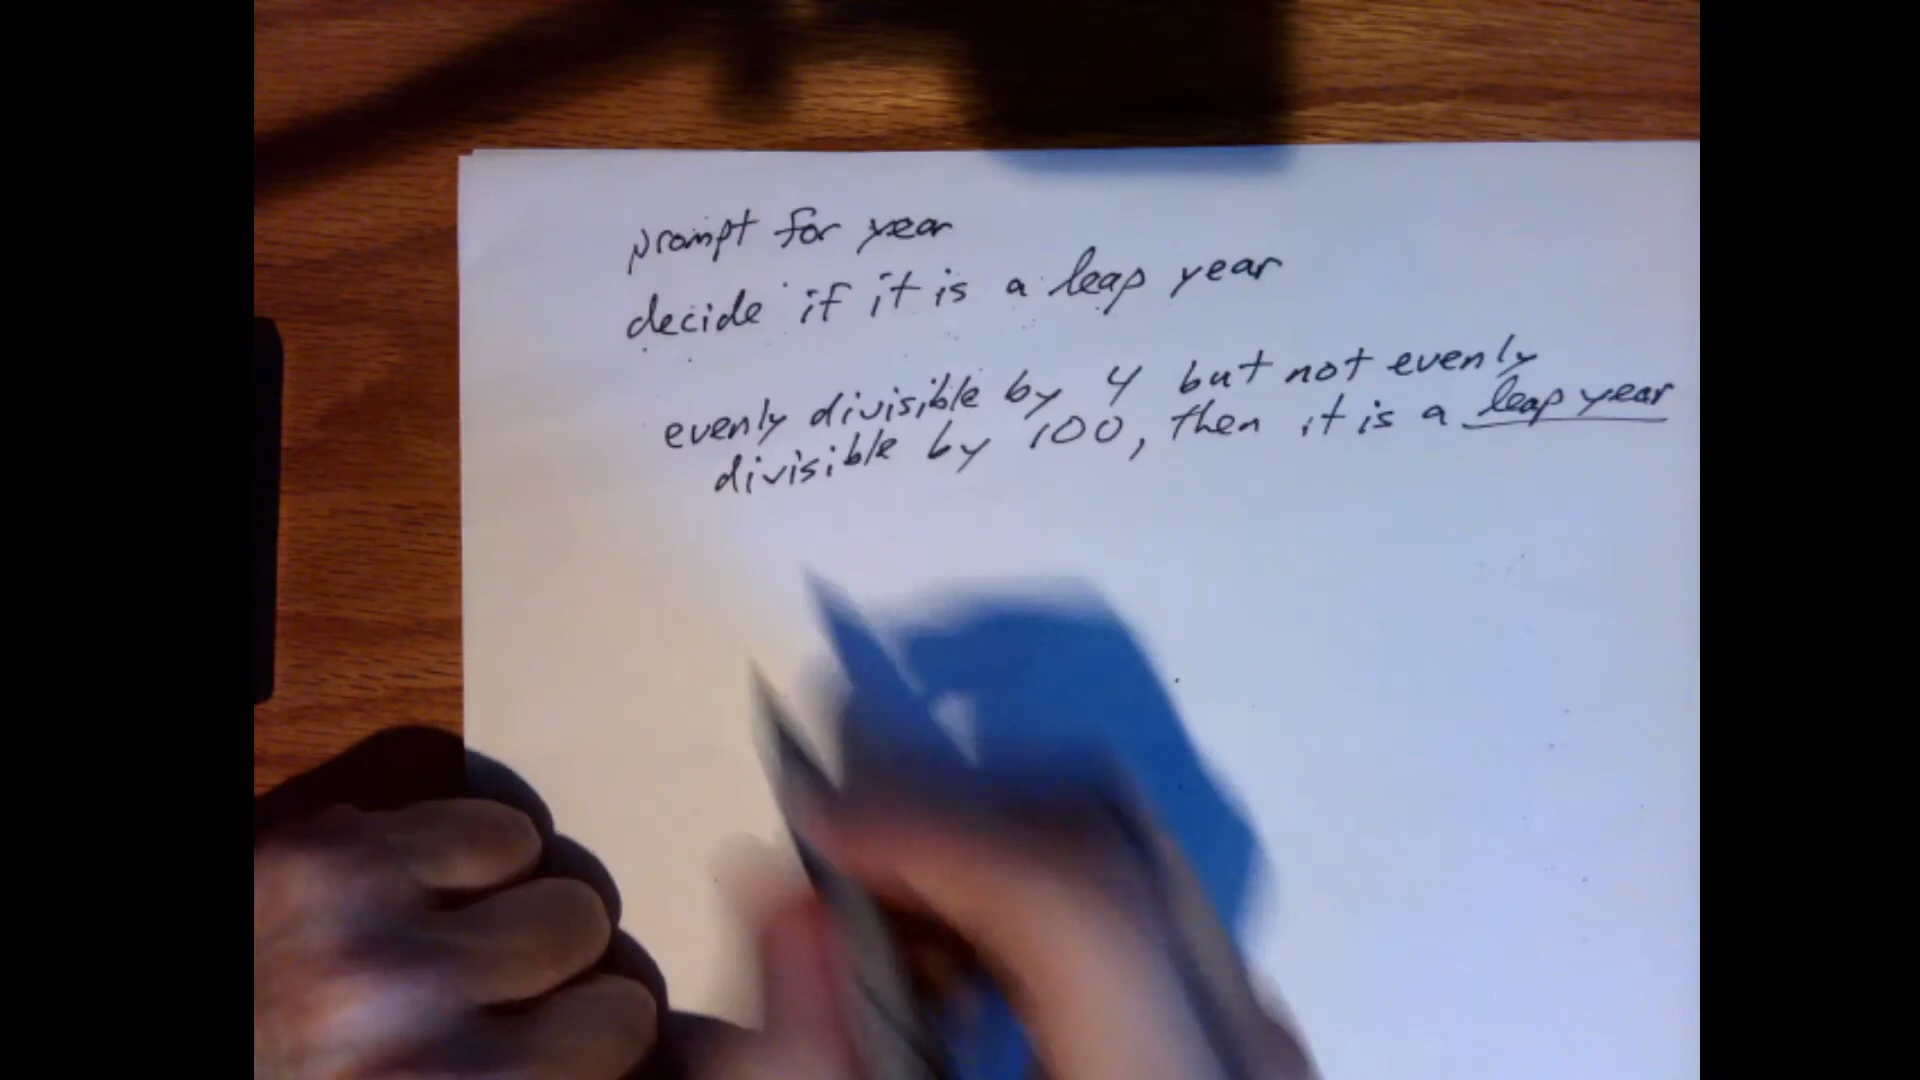 prompt for year
decide if it is a leap year
evenly divisible by 4 but not evenly
divisible by 100, then it is a leap year